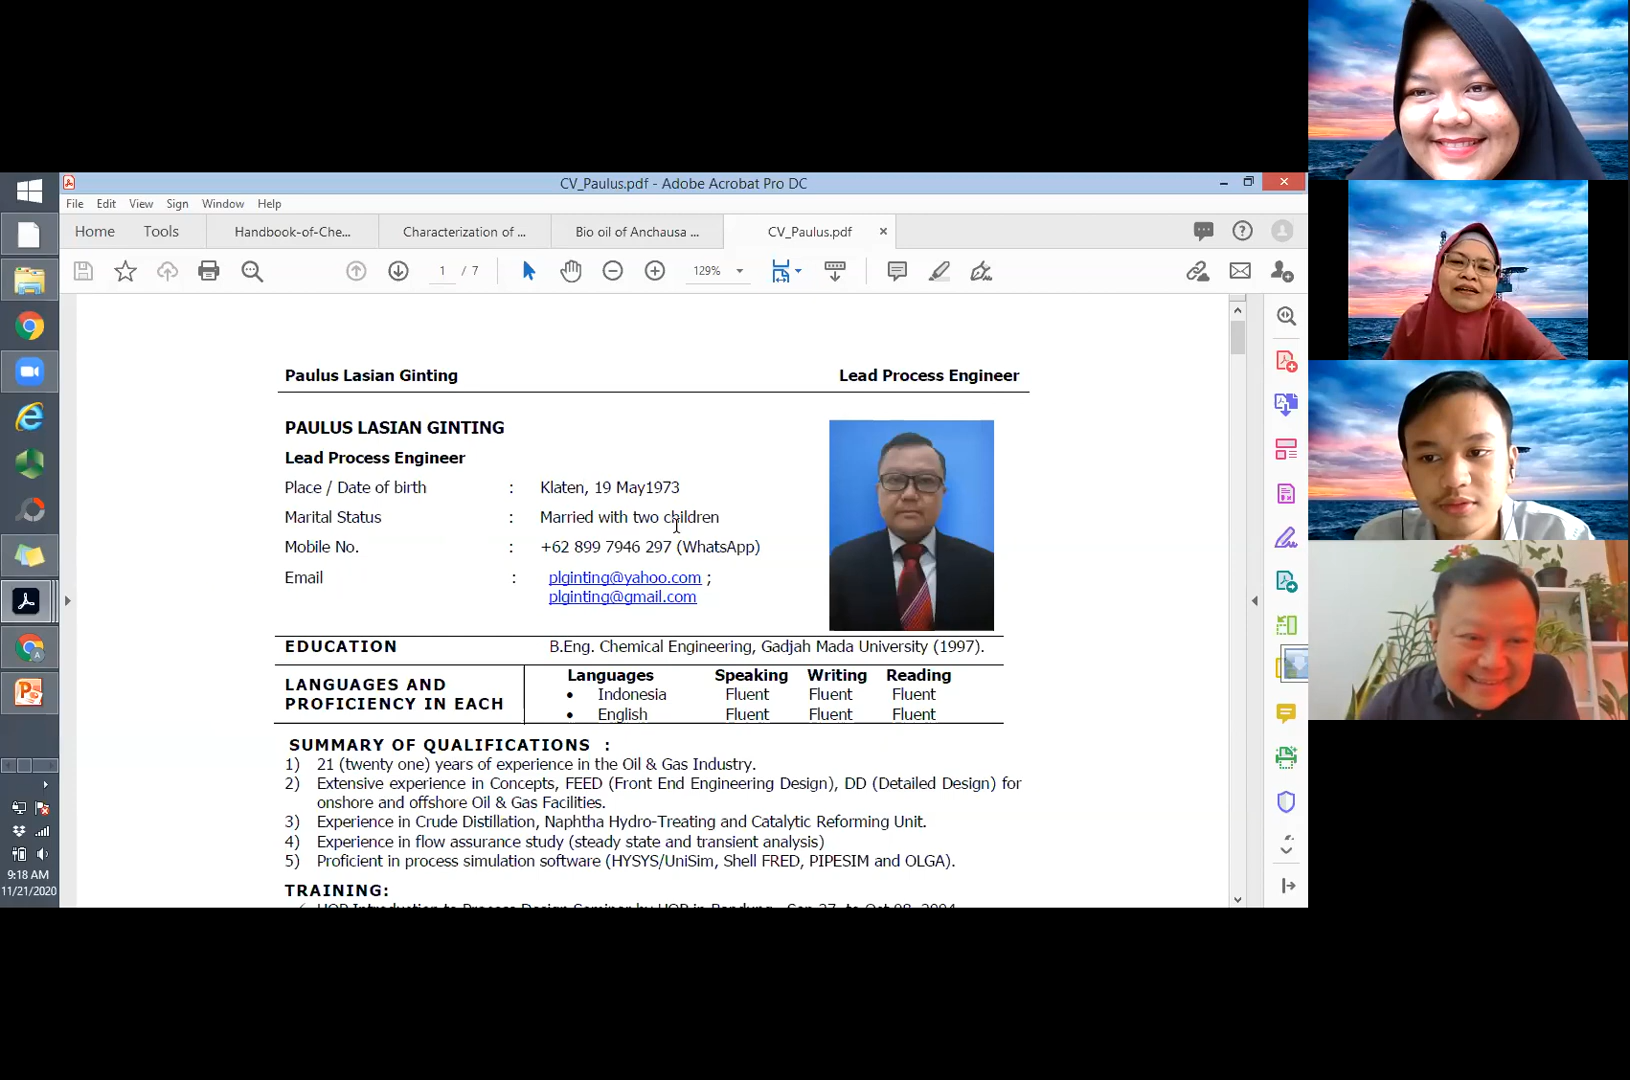 CV_Paulus.pdf - Adobe Acrobat Pro DC
File Edit View Sign Window Help
Home Tools Handbook-of-Che... Characterization of ... Bio oil of Anchausa ... CV_Paulus.pdf
1 / 7 129%
Paulus Lasian Ginting Lead Process Engineer
PAULUS LASIAN GINTING
Lead Process Engineer
Place / Date of birth : Klaten, 19 May1973
Marital Status : Married with two children
Mobile No. : +62 899 7946 297 (WhatsApp)
Email : plginting@yahoo.com ;
plginting@gmail.com
EDUCATION B.Eng. Chemical Engineering, Gadjah Mada University (1997).
LANGUAGES AND PROFICIENCY IN EACH
Languages Speaking Writing Reading
• Indonesia Fluent Fluent Fluent
• English Fluent Fluent Fluent
SUMMARY OF QUALIFICATIONS :
1) 21 (twenty one) years of experience in the Oil & Gas Industry.
2) Extensive experience in Concepts, FEED (Front End Engineering Design), DD (Detailed Design) for
onshore and offshore Oil & Gas Facilities.
3) Experience in Crude Distillation, Naphtha Hydro-Treating and Catalytic Reforming Unit.
4) Experience in flow assurance study (steady state and transient analysis)
5) Proficient in process simulation software (HYSYS/UniSim, Shell FRED, PIPESIM and OLGA).
TRAINING:
9:18 AM
11/21/2020